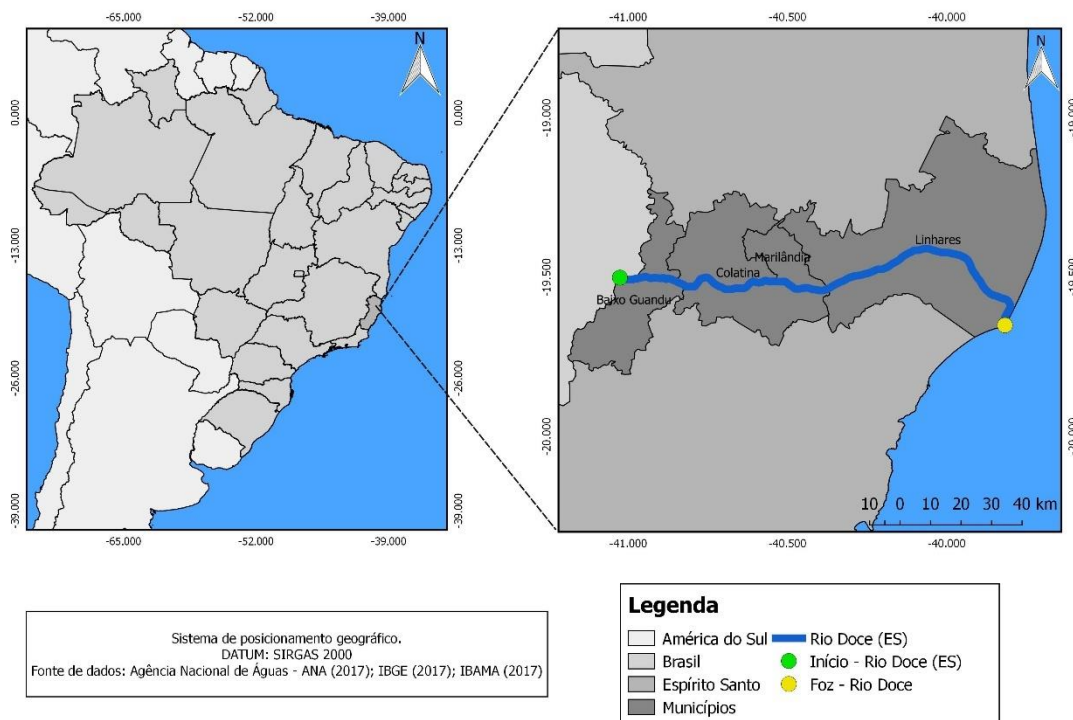 -65.000 -52.000 -39.000
-41.000 -40.500 -40.000
N
0.000 0.000
-13.000 -13.000
-26.000 -26.000
-39.000 -39.000
-65.000 -52.000 -39.000
N
-19.000 -19.000
-19.500 -19.500
-20.000 -20.000
Linhares
Marilândia
Colatina
Baixo Guandu
10 0 10 20 30 40 km
-41.000 -40.500 -40.000
Sistema de posicionamento geográfico.
DATUM: SIRGAS 2000
Fonte de dados: Agência Nacional de Águas - ANA (2017); IBGE (2017); IBAMA (2017)
Legenda
América do Sul
Brasil
Espírito Santo
Municípios
Rio Doce (ES)
Início - Rio Doce (ES)
Foz - Rio Doce